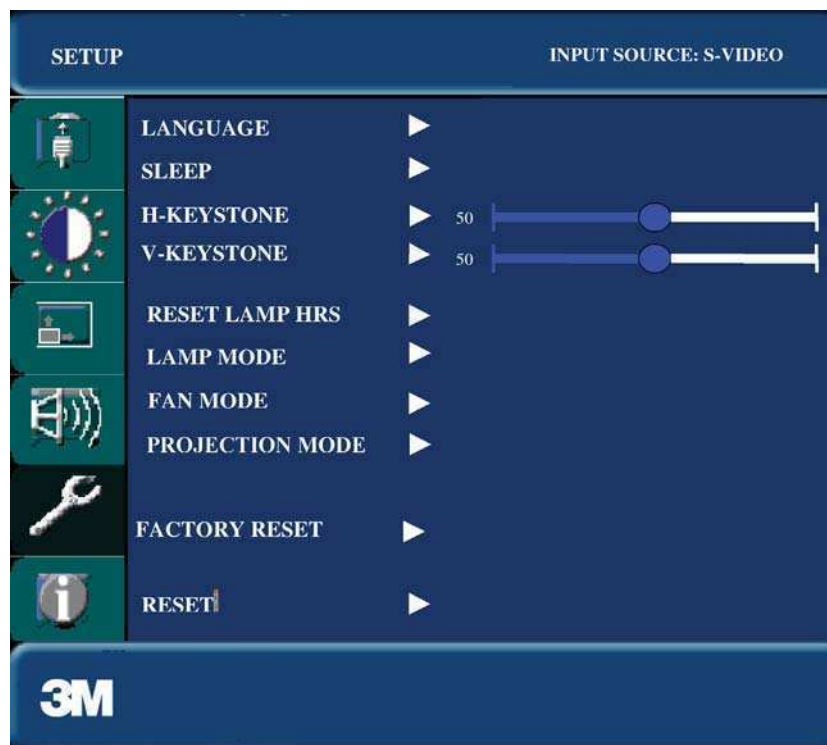 SETUP
INPUT SOURCE: S-VIDEO
LANGUAGE
SLEEP
H-KEYSTONE 50
V-KEYSTONE 50
RESET LAMP HRS
LAMP MODE
FAN MODE
PROJECTION MODE
FACTORY RESET
RESET
3M